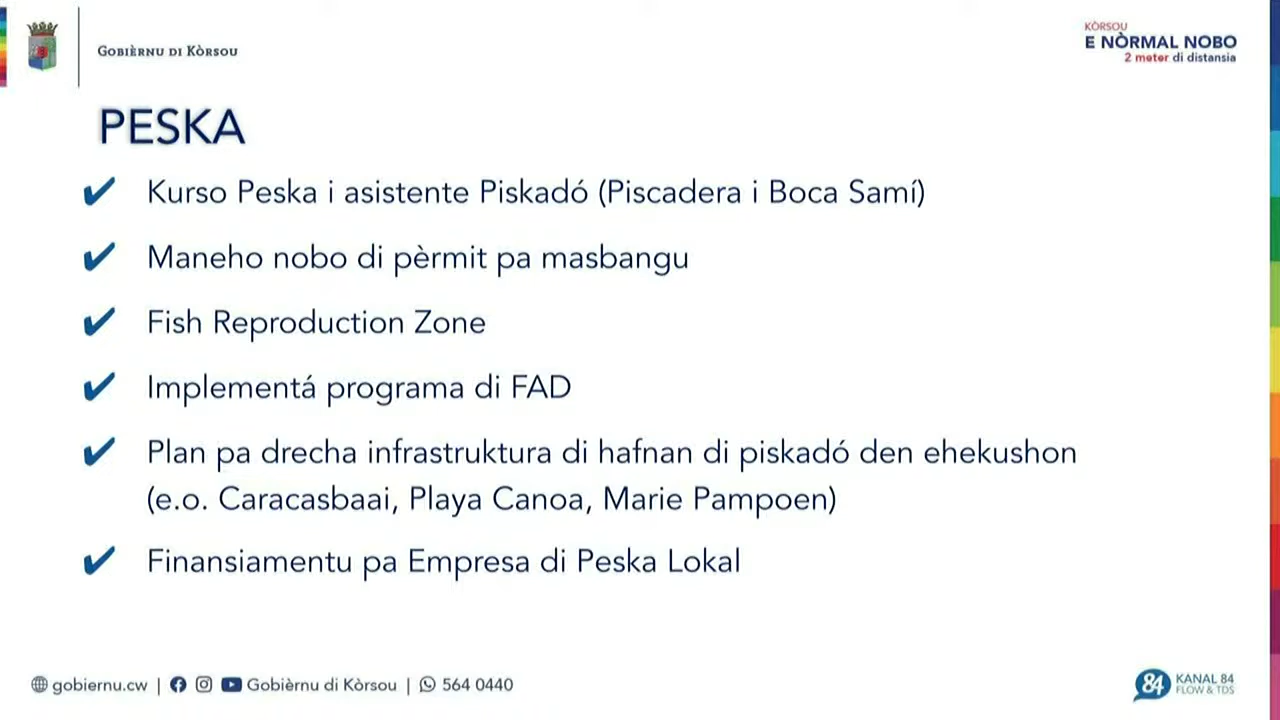 GOBIÈRNU DI KÒRSOU
KÒRSOU
E NÒRMAL NOBO
2 meter di distansia
PESKA
✔ Kurso Peska i asistente Piskadó (Piscadera i Boca Samí)
✔ Maneho nobo di pèrmit pa masbangu
✔ Fish Reproduction Zone
✔ Implementá programa di FAD
✔ Plan pa drecha infrastruktura di hafnan di piskadó den ehekushon
(e.o. Caracasbaai, Playa Canoa, Marie Pampoen)
✔ Finansiamentu pa Empresa di Peska Lokal
gobiernu.cw | Gobièrnu di Kòrsou | 564 0440
84 KANAL 84
FLOW & TDS